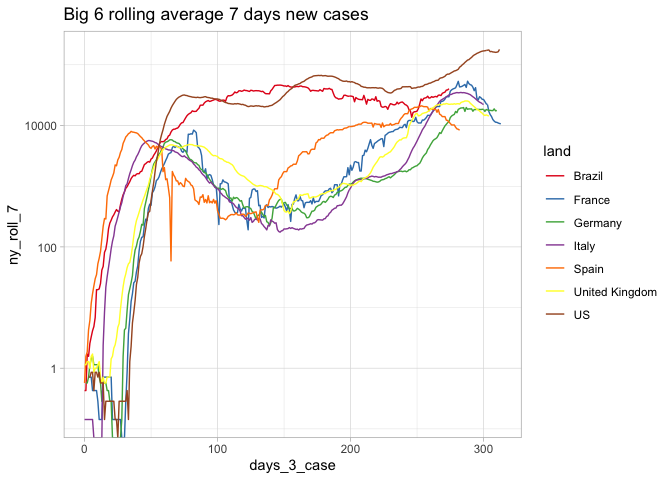 Big 6 rolling average 7 days new cases
ny_roll_7
10000
100
1
0
100
200
300
days_3_case
land
Brazil
France
Germany
Italy
Spain
United Kingdom
US